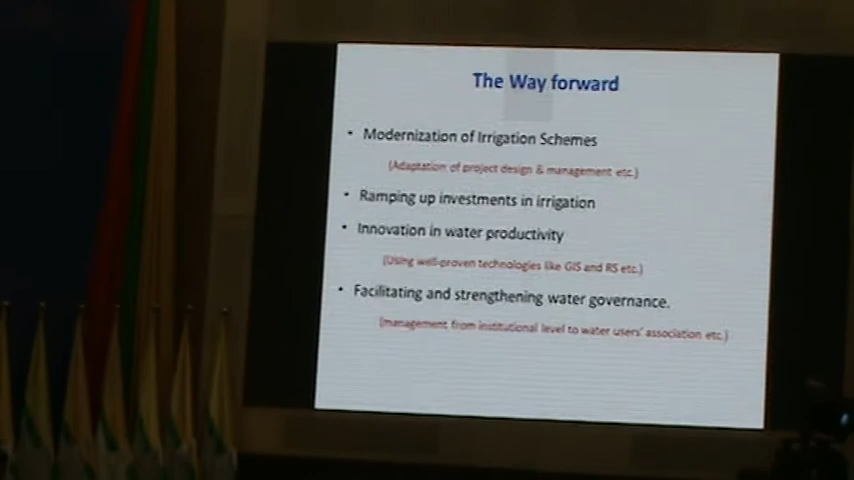 The Way forward
• Modernization of Irrigation Schemes
(Adaptation of project design & management etc.)
• Ramping up investments in irrigation
• Innovation in water productivity
(Using well-proven technologies like GIS and RS etc.)
• Facilitating and strengthening water governance.
(management from institutional level to water users' association etc.)